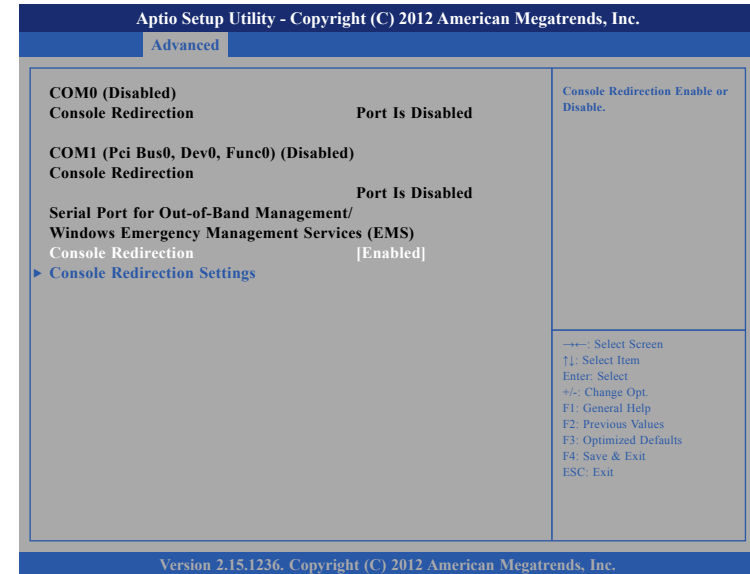 Aptio Setup Utility - Copyright (C) 2012 American Megatrends, Inc.
Advanced
COM0 (Disabled)
Console Redirection Port Is Disabled
COM1 (Pci Bus0, Dev0, Func0) (Disabled)
Console Redirection
Port Is Disabled
Serial Port for Out-of-Band Management/
Windows Emergency Management Services (EMS)
Console Redirection [Enabled]
▶ Console Redirection Settings
Console Redirection Enable or
Disable.
→←: Select Screen
↑↓: Select Item
Enter: Select
+/-: Change Opt.
F1: General Help
F2: Previous Values
F3: Optimized Defaults
F4: Save & Exit
ESC: Exit
Version 2.15.1236. Copyright (C) 2012 American Megatrends, Inc.